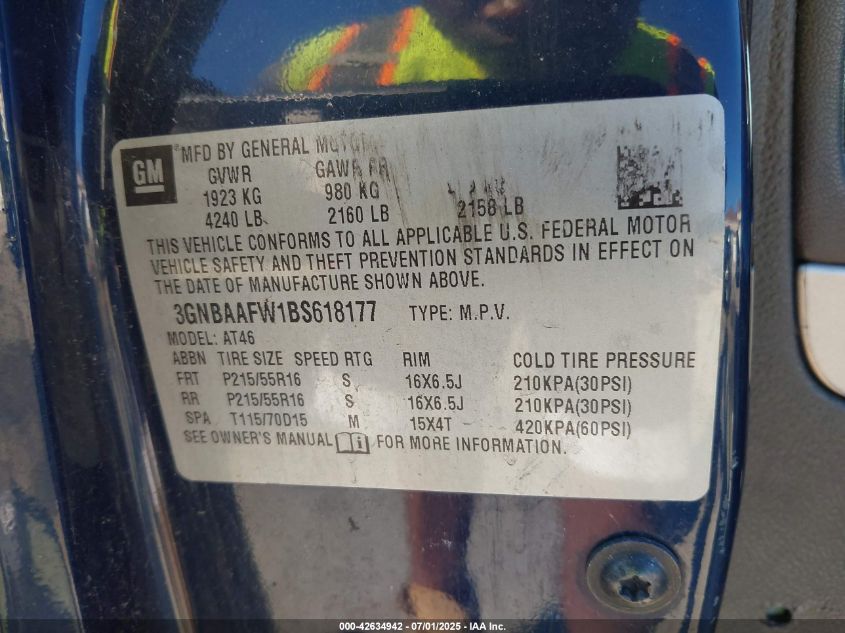 GM
MFD BY GENERAL MOTORS
GVWR GAWR FR
1923 KG 980 KG
4240 LB 2160 LB 2158 LB
THIS VEHICLE CONFORMS TO ALL APPLICABLE U.S. FEDERAL MOTOR
VEHICLE SAFETY AND THEFT PREVENTION STANDARDS IN EFFECT ON
THE DATE OF MANUFACTURE SHOWN ABOVE.
3GNBAAFW1BS618177 TYPE: M.P.V.
MODEL: AT46
ABBN TIRE SIZE SPEED RTG RIM COLD TIRE PRESSURE
FRT P215/55R16 S 16X6.5J 210KPA(30PSI)
RR P215/55R16 S 16X6.5J 210KPA(30PSI)
SPA T115/70D15 M 15X4T 420KPA(60PSI)
SEE OWNER'S MANUAL FOR MORE INFORMATION.
000-42634942 - 07/01/2025 - IAA Inc.